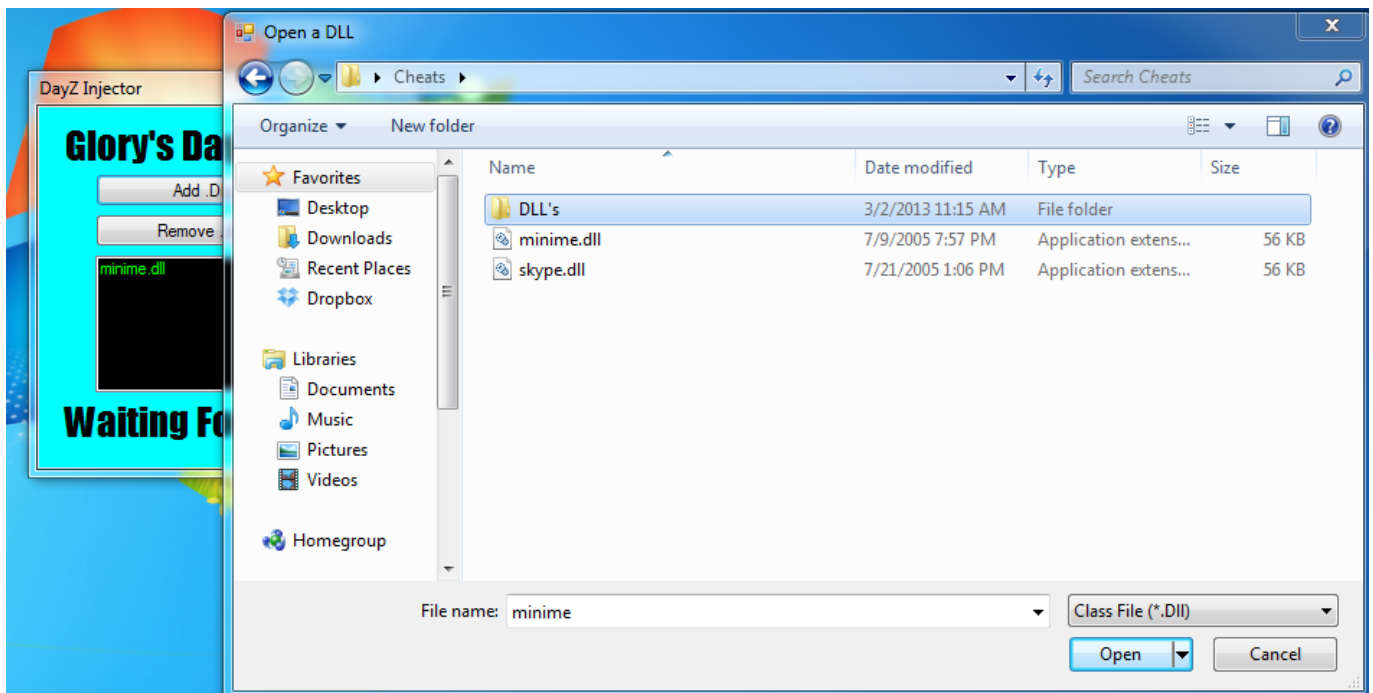 Open a DLL
X
Cheats
Search Cheats
DayZ Injector
Organize
New folder
Glory's Da
Add .D
Remove .
minime.dll
Waiting Fo
Favorites
Desktop
Downloads
Recent Places
Dropbox
Libraries
Documents
Music
Pictures
Videos
Homegroup
Name Date modified Type Size
DLL's 3/2/2013 11:15 AM File folder
minime.dll 7/9/2005 7:57 PM Application extens... 56 KB
skype.dll 7/21/2005 1:06 PM Application extens... 56 KB
File name: minime Class File (*.Dll)
Open Cancel